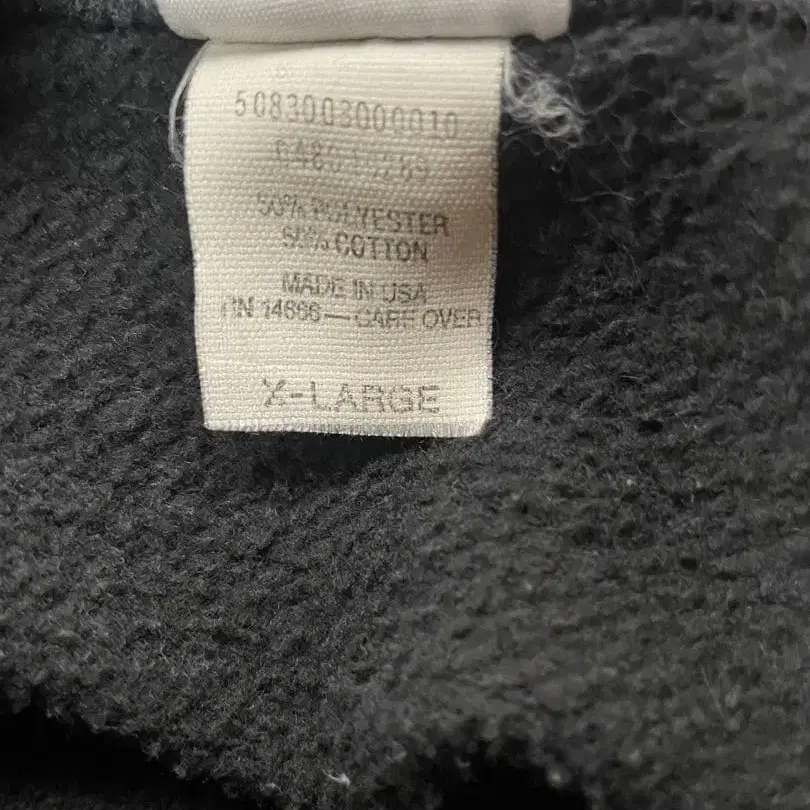 5083003000010
50% POLYESTER
50% COTTON
MADE IN USA
RN 14666—CARE OVER
X-LARGE